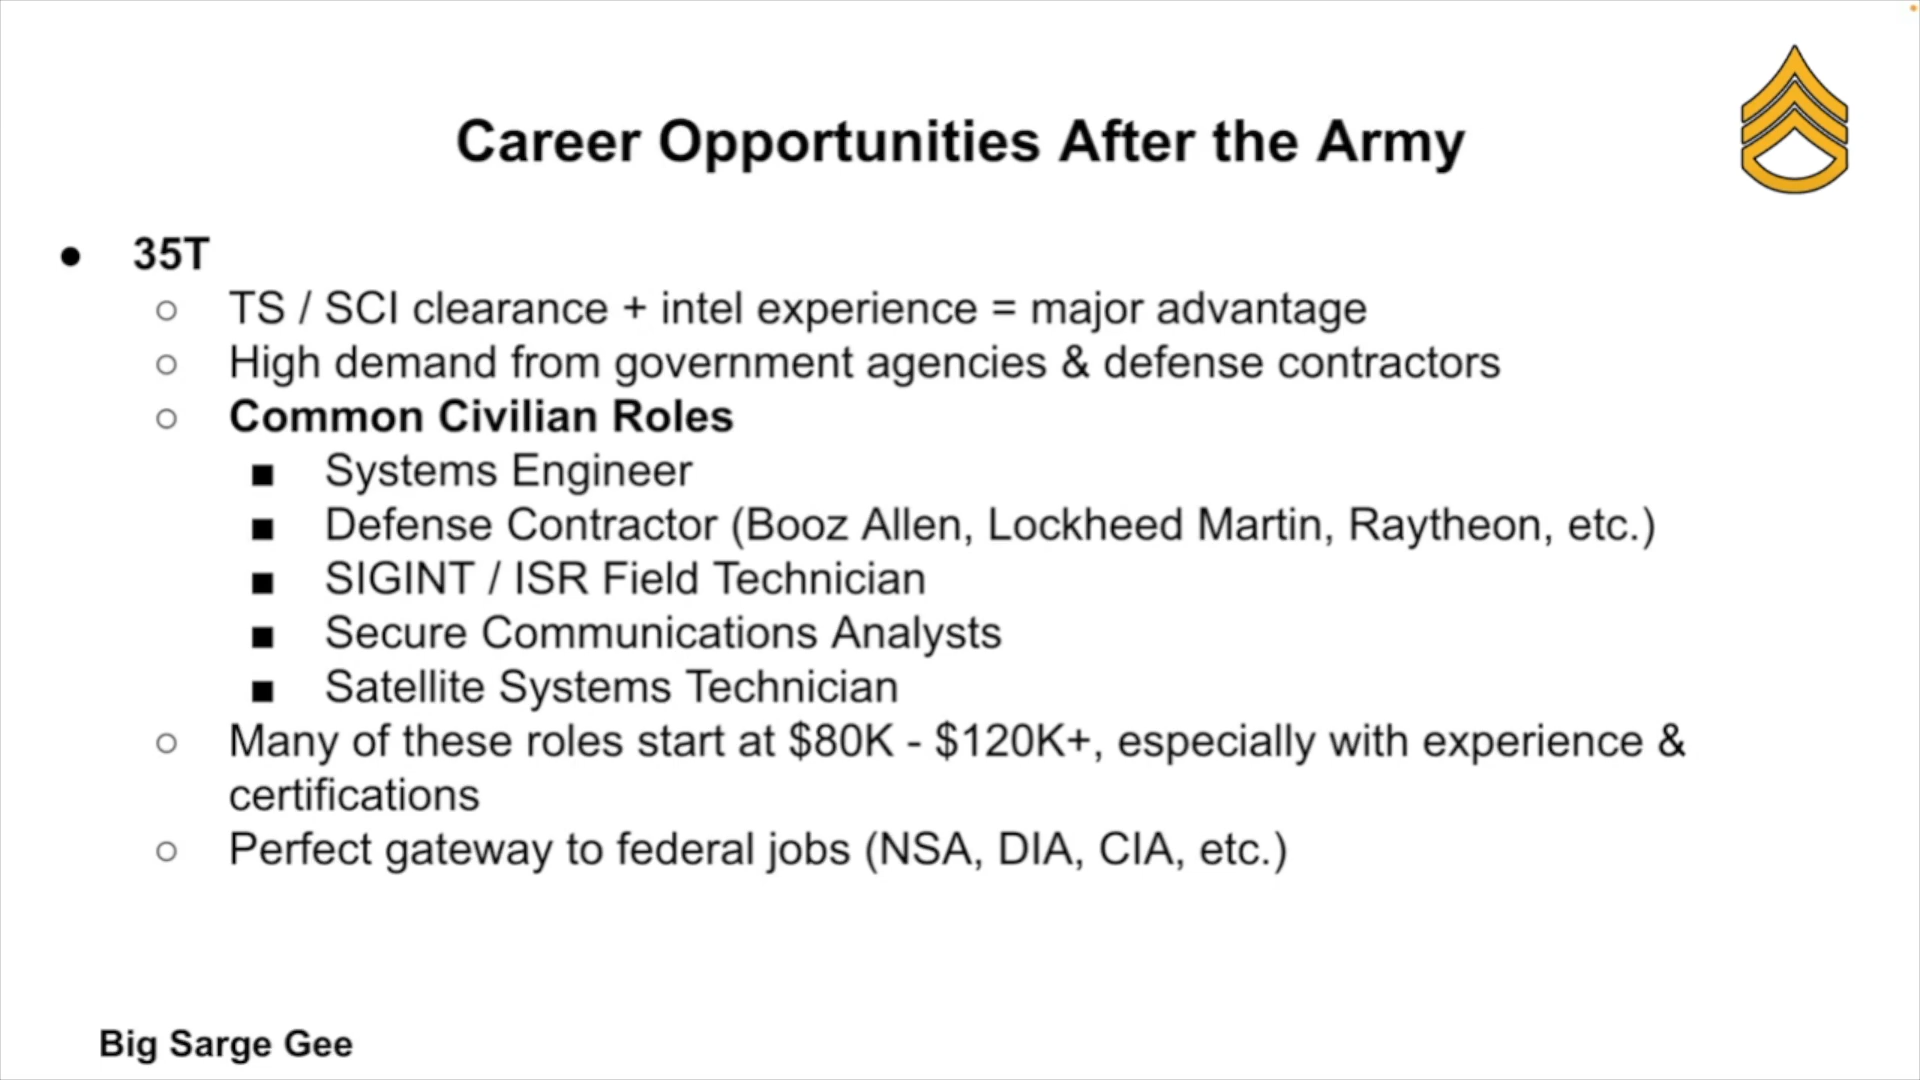 Career Opportunities After the Army
● 35T
○ TS / SCI clearance + intel experience = major advantage
○ High demand from government agencies & defense contractors
○ Common Civilian Roles
■ Systems Engineer
■ Defense Contractor (Booz Allen, Lockheed Martin, Raytheon, etc.)
■ SIGINT / ISR Field Technician
■ Secure Communications Analysts
■ Satellite Systems Technician
○ Many of these roles start at $80K - $120K+, especially with experience &
certifications
○ Perfect gateway to federal jobs (NSA, DIA, CIA, etc.)
Big Sarge Gee